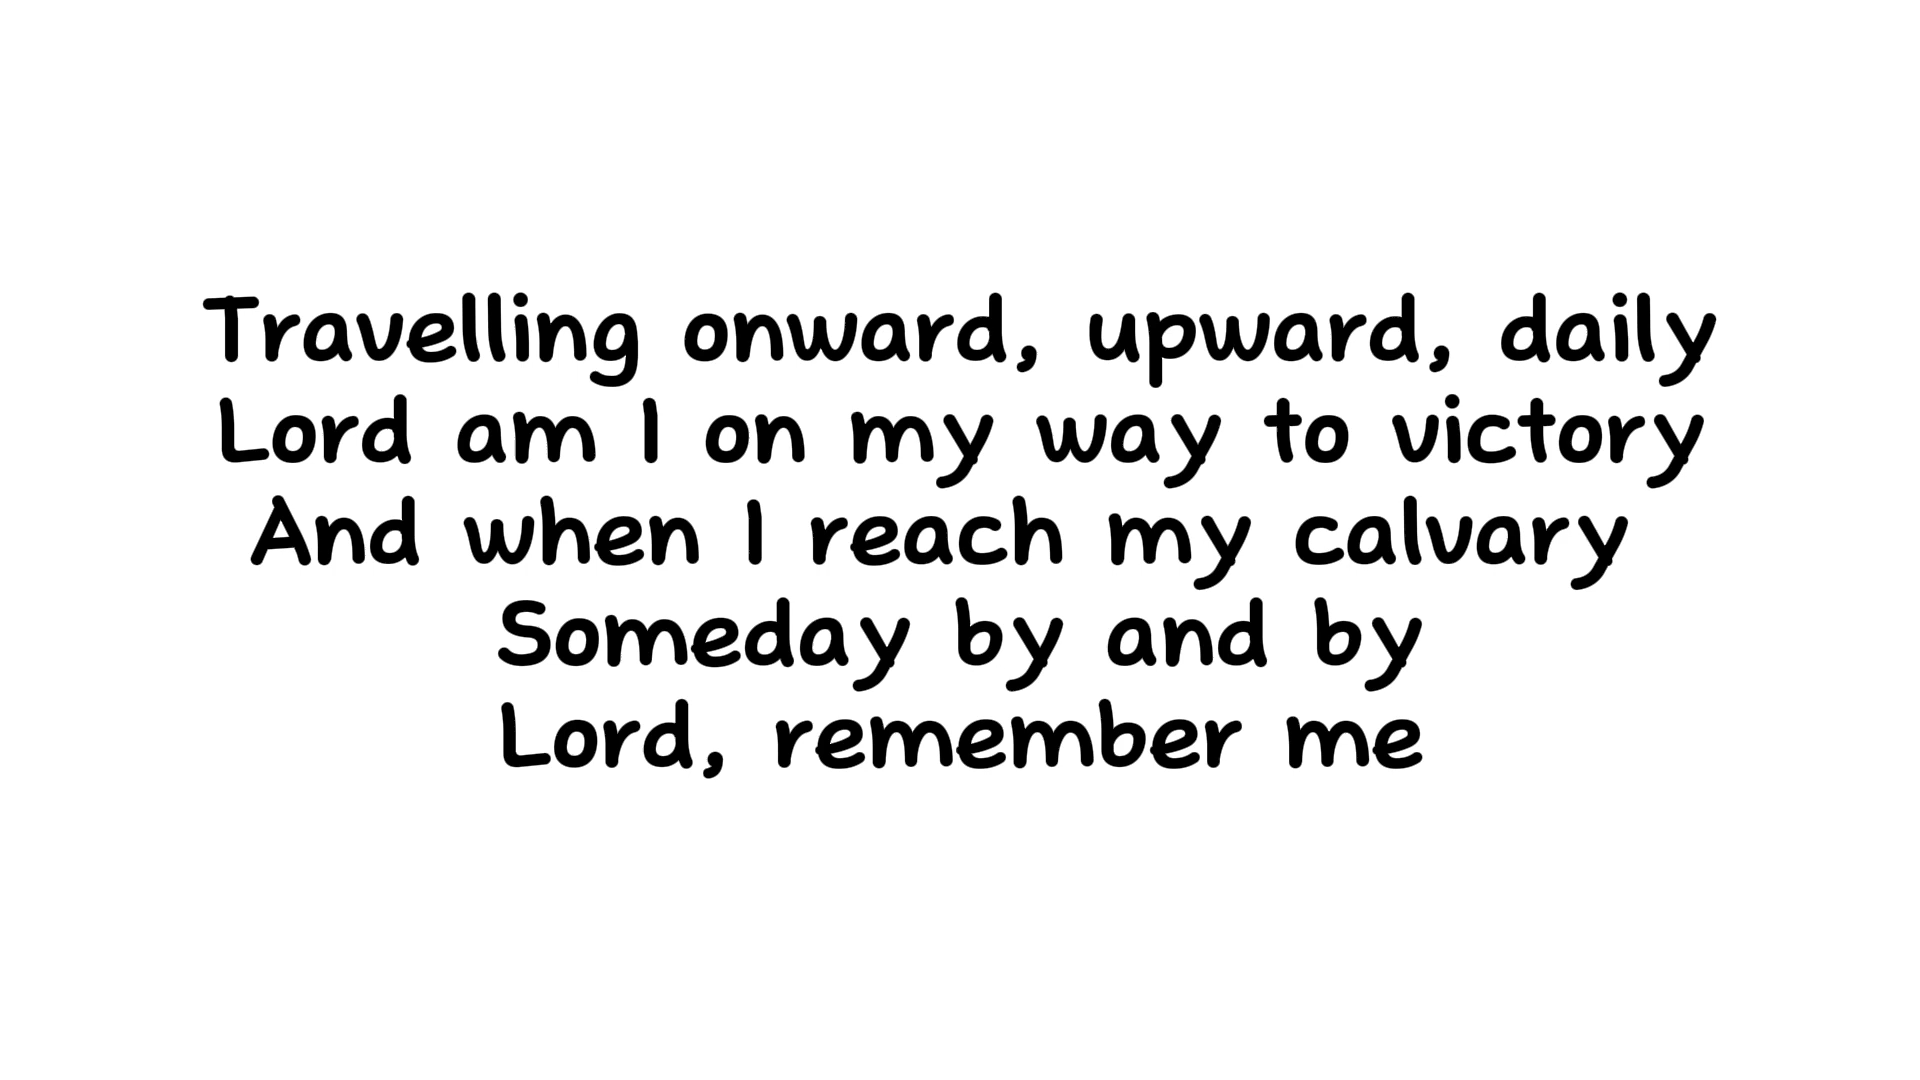 Travelling onward, upward, daily
Lord am I on my way to victory
And when I reach my calvary
Someday by and by
Lord, remember me